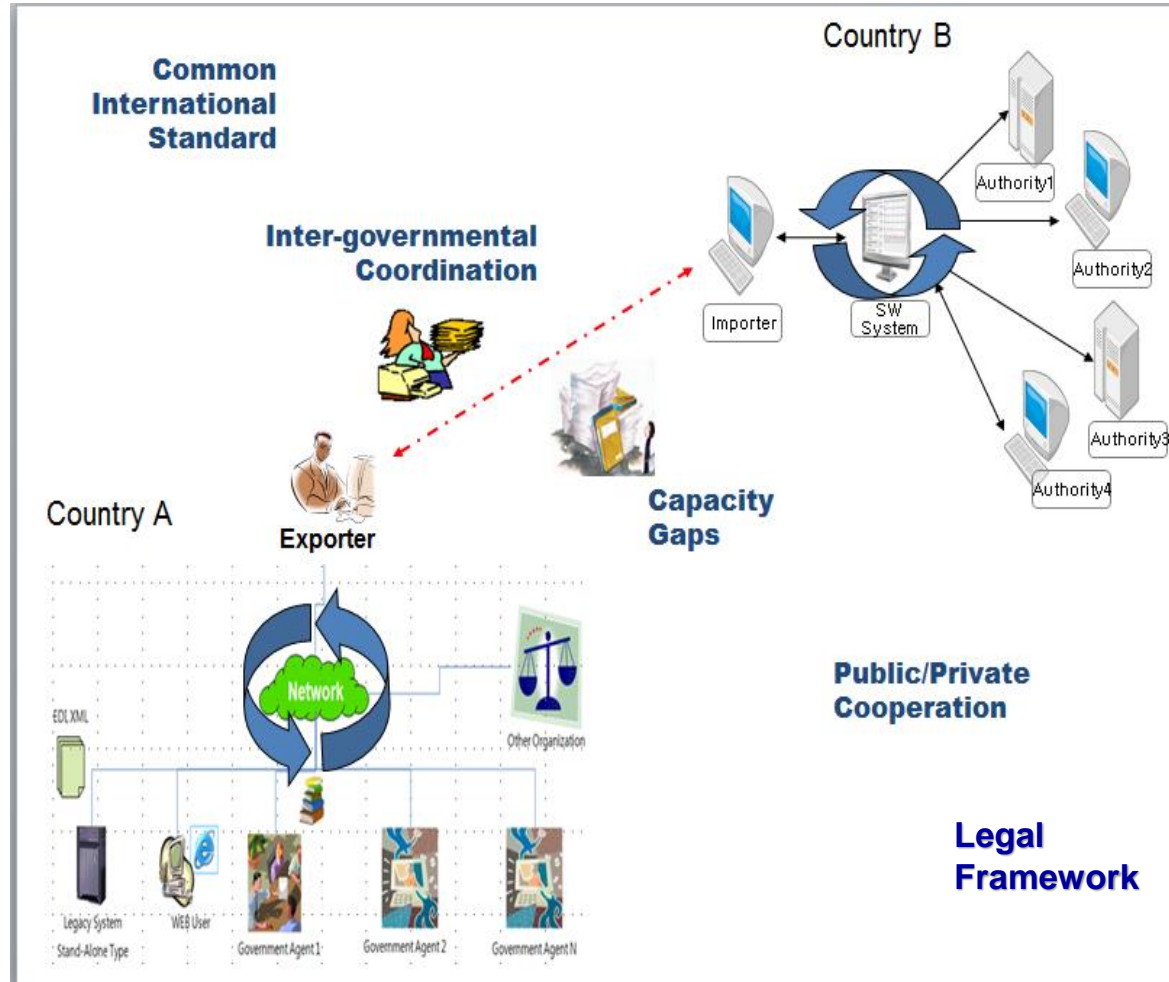 Country B
Common
International
Standard
Authority1
Inter-governmental
Coordination
Authority2
Importer
SW
System
Authority3
Authority4
Capacity
Gaps
Country A
Exporter
Network
EDI, XML
Other Organization
Public/Private
Cooperation
Legal
Framework
Legacy System
Stand-Alone Type
WEB User
Government Agent 1
Government Agent 2
Government Agent N